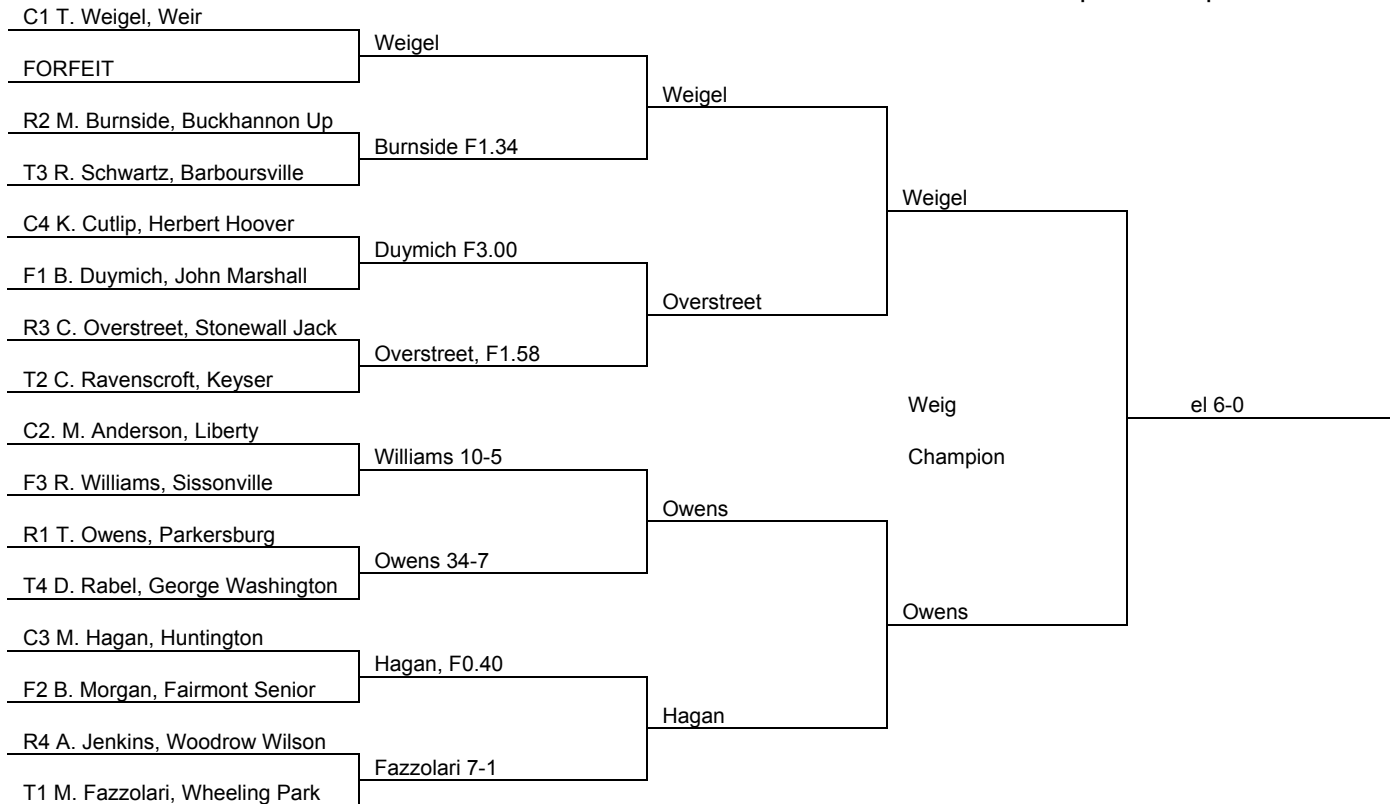 C1 T. Weigel, Weir
Weigel
FORFEIT
Weigel
R2 M. Burnside, Buckhannon Up
Burnside F1.34
T3 R. Schwartz, Barboursville
Weigel
C4 K. Cutlip, Herbert Hoover
Duymich F3.00
F1 B. Duymich, John Marshall
Overstreet
R3 C. Overstreet, Stonewall Jack
Overstreet, F1.58
T2 C. Ravenscroft, Keyser
Weig el 6-0
C2. M. Anderson, Liberty
Williams 10-5 Champion
F3 R. Williams, Sissonville
Owens
R1 T. Owens, Parkersburg
Owens 34-7
T4 D. Rabel, George Washington
Owens
C3 M. Hagan, Huntington
Hagan, F0.40
F2 B. Morgan, Fairmont Senior
Hagan
R4 A. Jenkins, Woodrow Wilson
Fazzolari 7-1
T1 M. Fazzolari, Wheeling Park